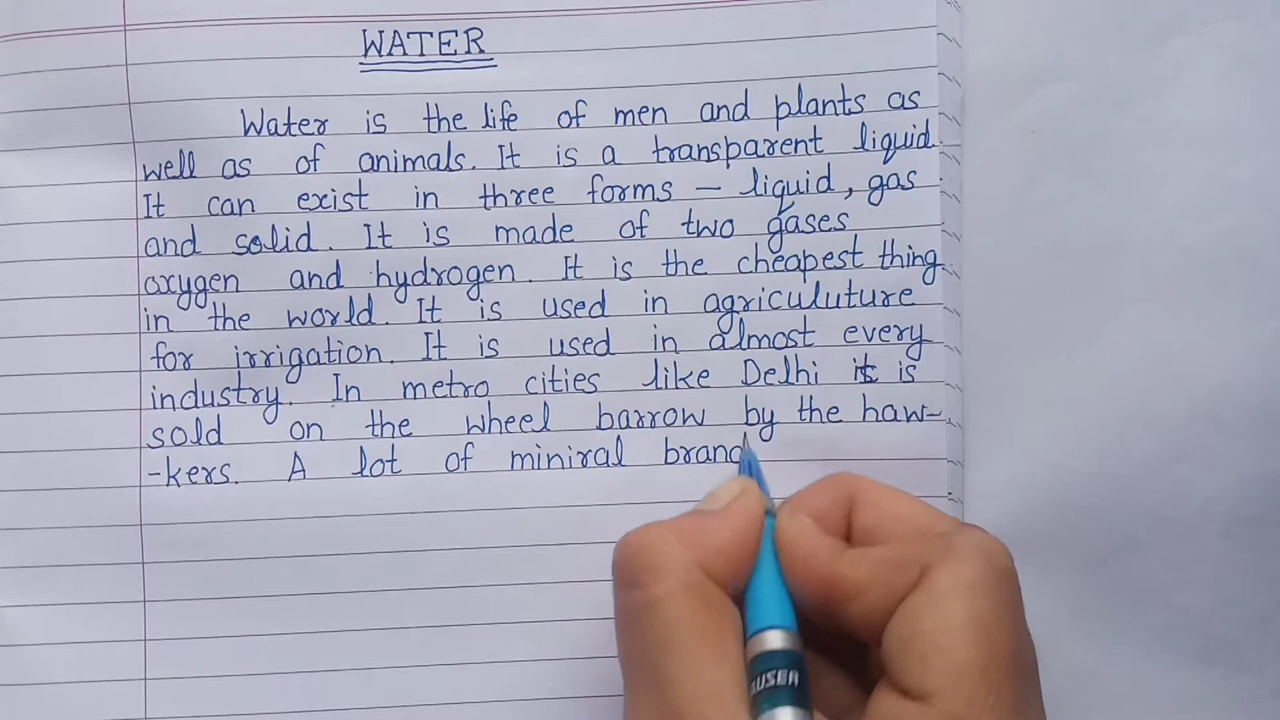 WATER
Water is the life of men and plants as
well as of animals. It is a transparent liquid.
It can exist in three forms – liquid, gas
and solid. It is made of two gases
oxygen and hydrogen. It is the cheapest thing
in the world. It is used in agricu​luture
for irrigation. It is used in almost every
industry. In metro cities like Delhi it is
sold on the wheel barrow by the haw-
-kers. A lot of miniral brand
USER